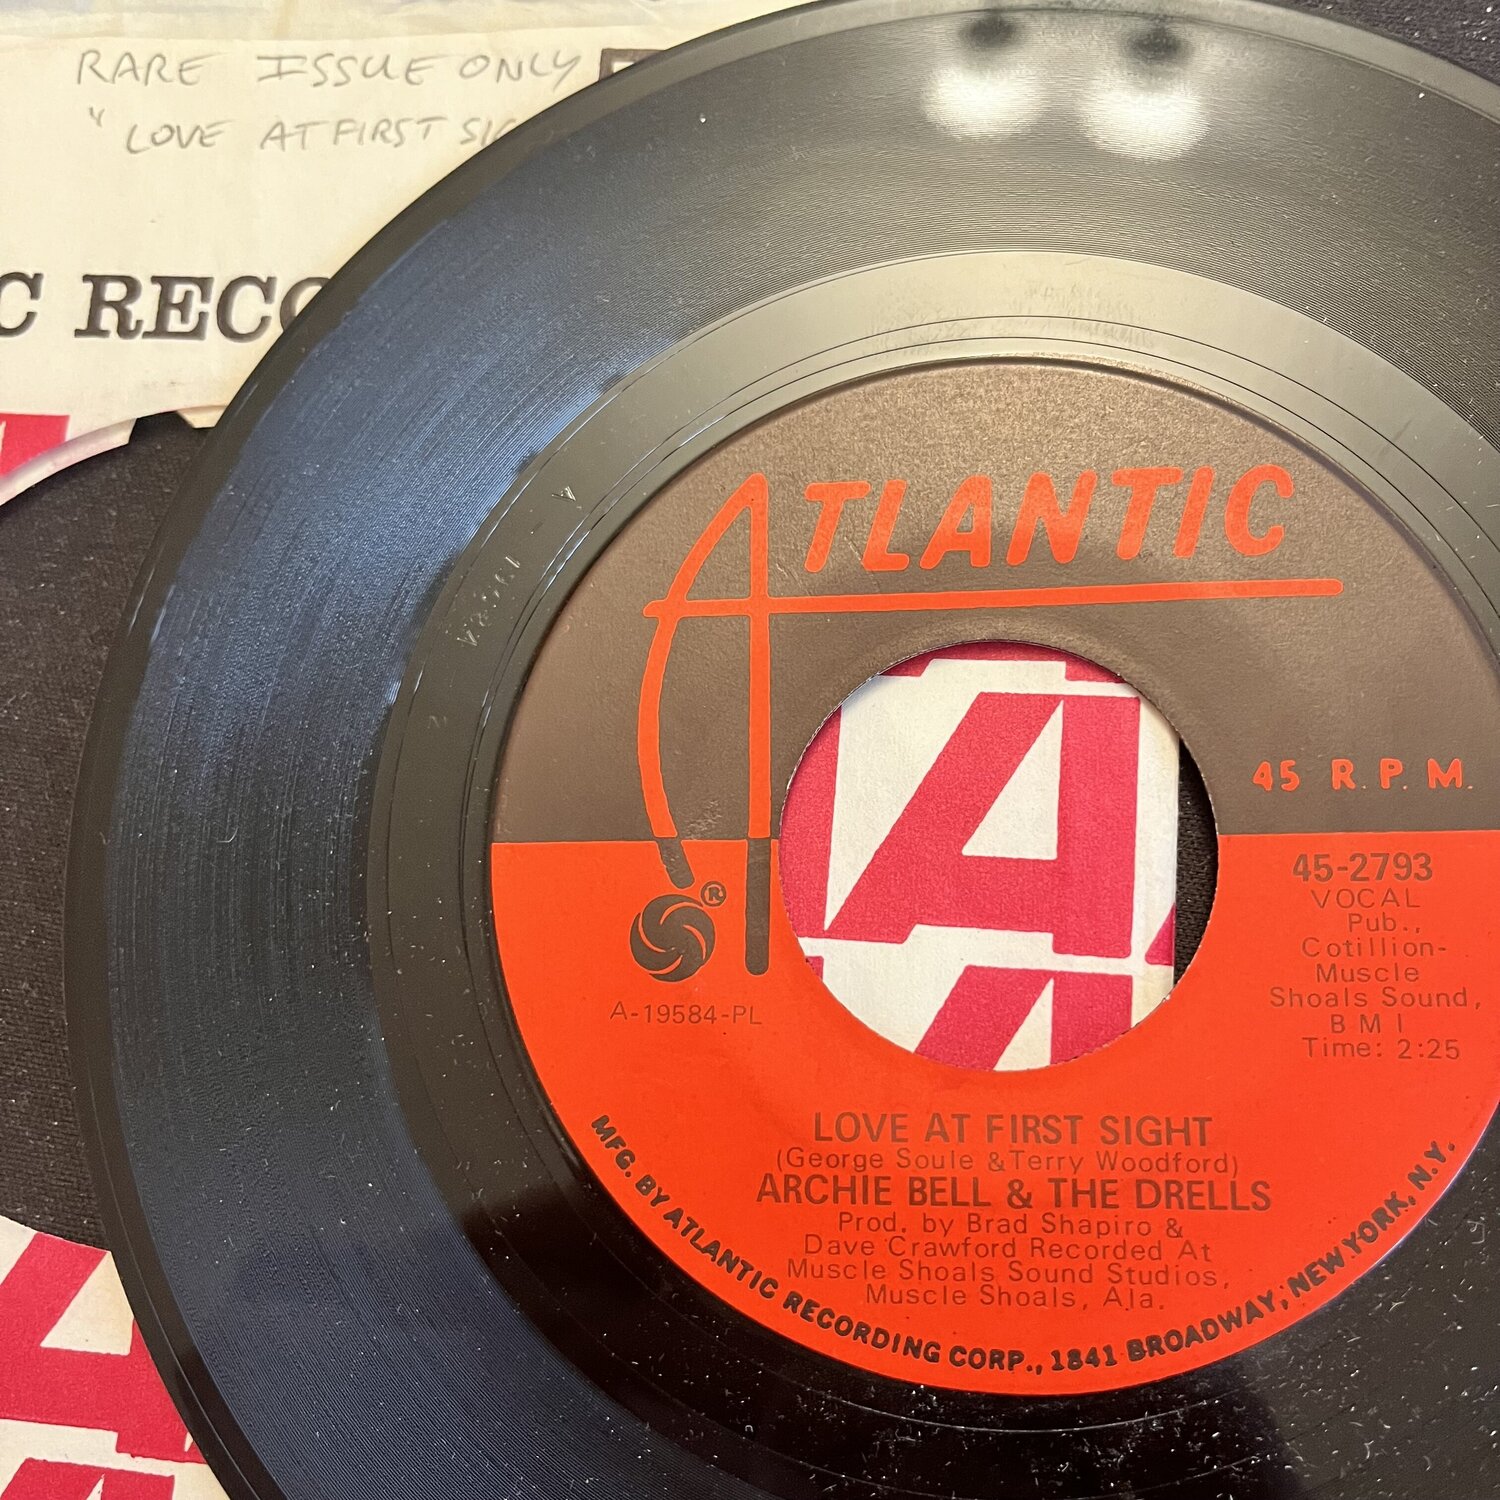 RARE ISSUE ONLY
"LOVE AT FIRST
C RECO
ATLANTIC
45 R.P.M.
®
A-19584-PL
45-2793
VOCAL
Pub.,
Cotillion-
Muscle
Shoals Sound,
B M I
Time: 2:25
LOVE AT FIRST SIGHT
(George Soule & Terry Woodford)
ARCHIE BELL & THE DRELLS
Prod. by Brad Shapiro &
Dave Crawford Recorded At
Muscle Shoals Sound Studios,
Muscle Shoals, Ala.
MFG. BY ATLANTIC RECORDING CORP., 1841 BROADWAY, NEW YORK, N.Y.